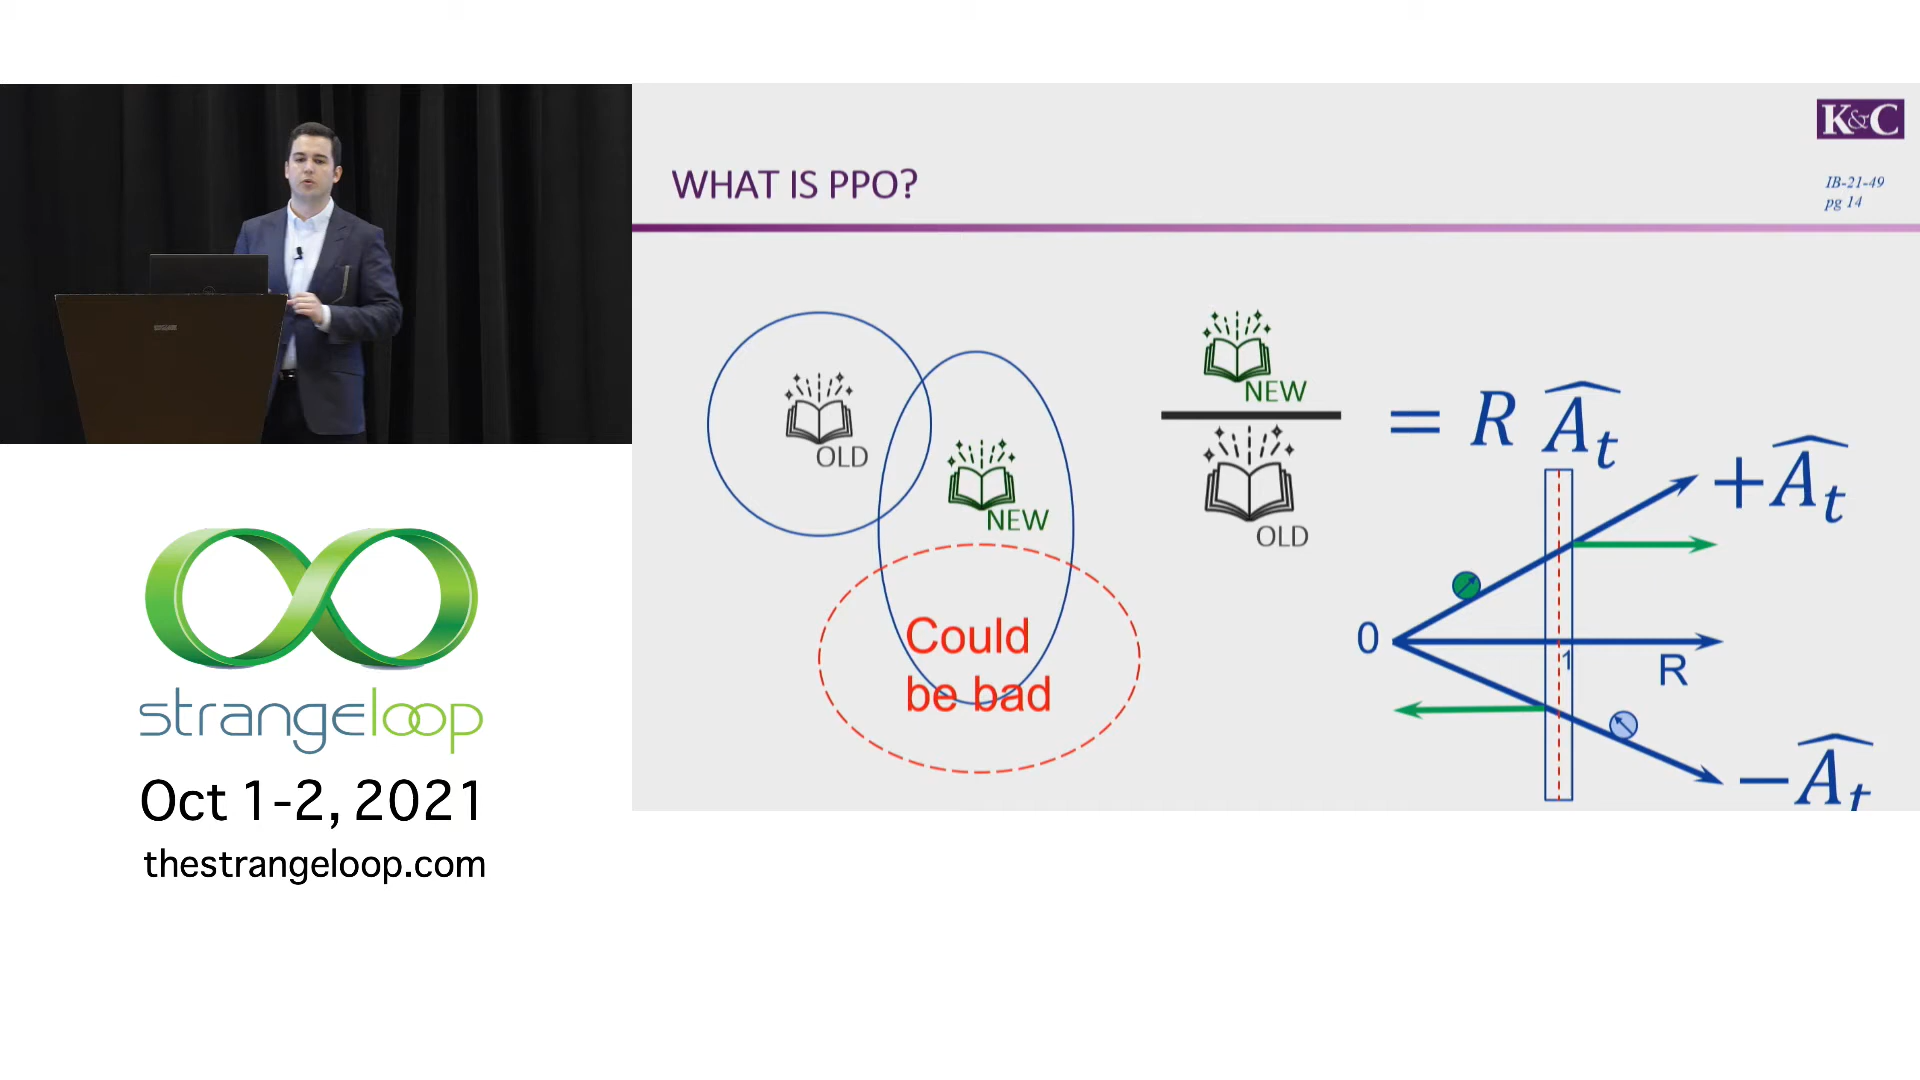 K&C
IB-21-49
pg 14
WHAT IS PPO?
OLD
NEW
Could
be bad
NEW
OLD
= R Â_t
+Â_t
0
1
R
−Â_t
strangeloop
Oct 1-2, 2021
thestrangeloop.com